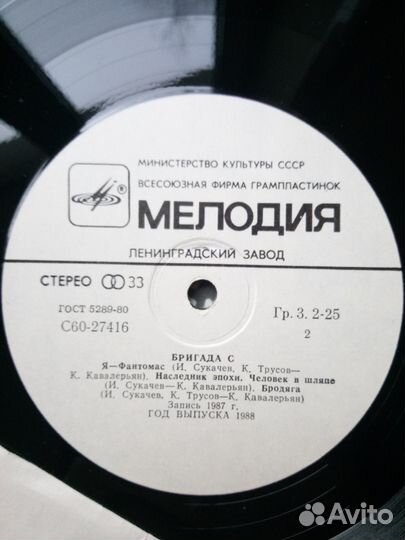 МИНИСТЕРСТВО КУЛЬТУРЫ СССР
ВСЕСОЮЗНАЯ ФИРМА ГРАМПЛАСТИНОК
® МЕЛОДИЯ
ЛЕНИНГРАДСКИЙ ЗАВОД
СТЕРЕО 33
ГОСТ 5289-80
С60-27416
Гр. 3. 2-25
2
БРИГАДА С
Я—Фантомас (И. Сукачев, К. Трусов—
К. Кавалерьян). Наследник эпохи. Человек в шляпе
(И. Сукачев—К. Кавалерьян). Бродяга
(И. Сукачев, К. Трусов—К. Кавалерьян)
Запись 1987 г.
ГОД ВЫПУСКА 1988
Avito